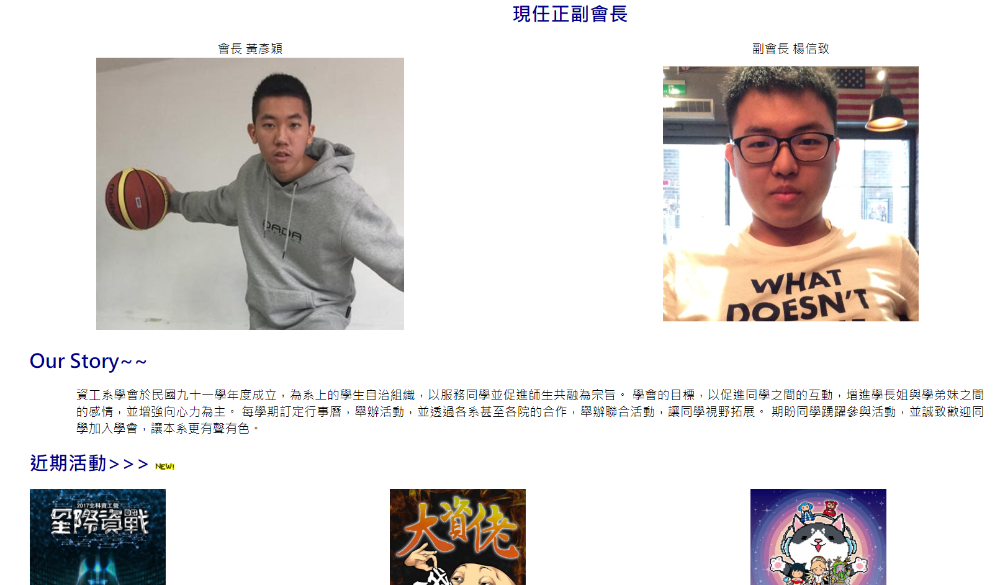 現任正副會長
會長 黃彥穎
副會長 楊信致
DADA
WHAT
DOESN'T
Our Story~~
資工系學會於民國九十一學年度成立，為系上的學生自治組織，以服務同學並促進師生共融為宗旨。 學會的目標，以促進同學之間的互動，增進學長姐與學弟妹之間
的感情，並增強向心力為主。 每學期訂定行事曆，舉辦活動，並透過各系甚至各院的合作，舉辦聯合活動，讓同學視野拓展。 期盼同學踴躍參與活動，並誠致歡迎同
學加入學會，讓本系更有聲有色。
近期活動>>> NEW!
2017北科資工營
星際資戰
大資佬